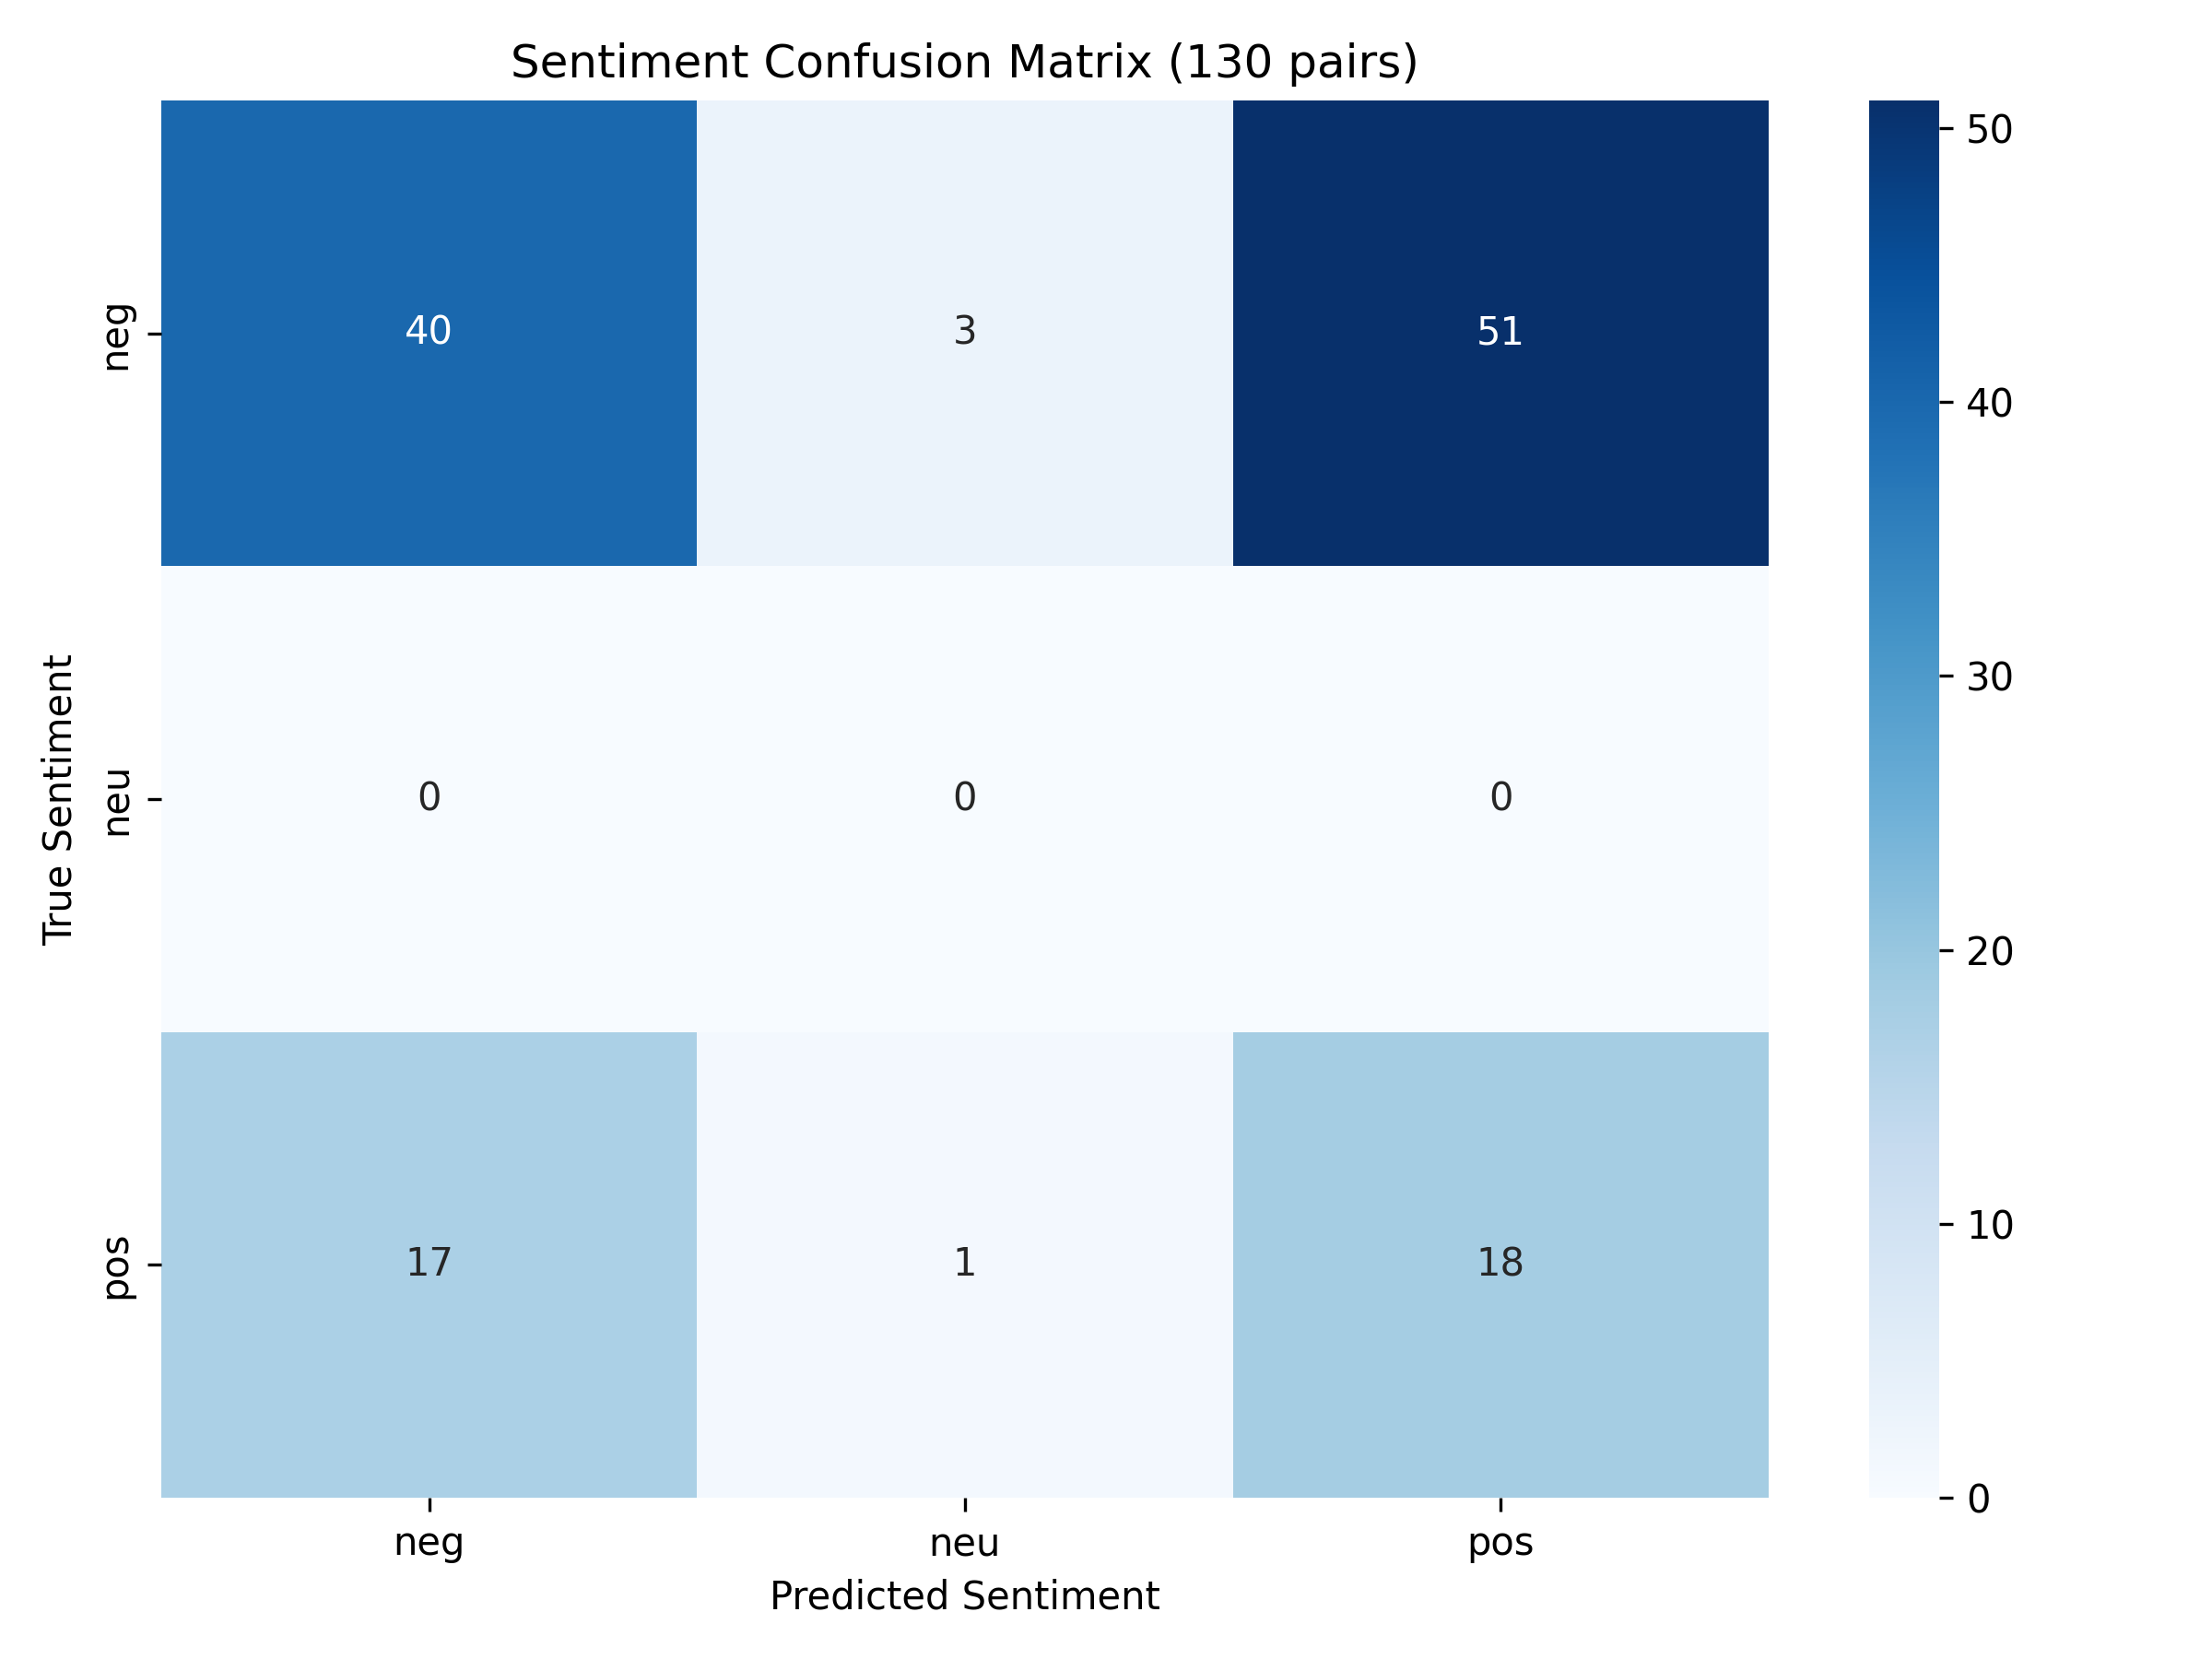 Sentiment Confusion Matrix (130 pairs)
True Sentiment
neg
40
3
51
neu
0
0
0
pos
17
1
18
neg
neu
pos
Predicted Sentiment
50
40
30
20
10
0